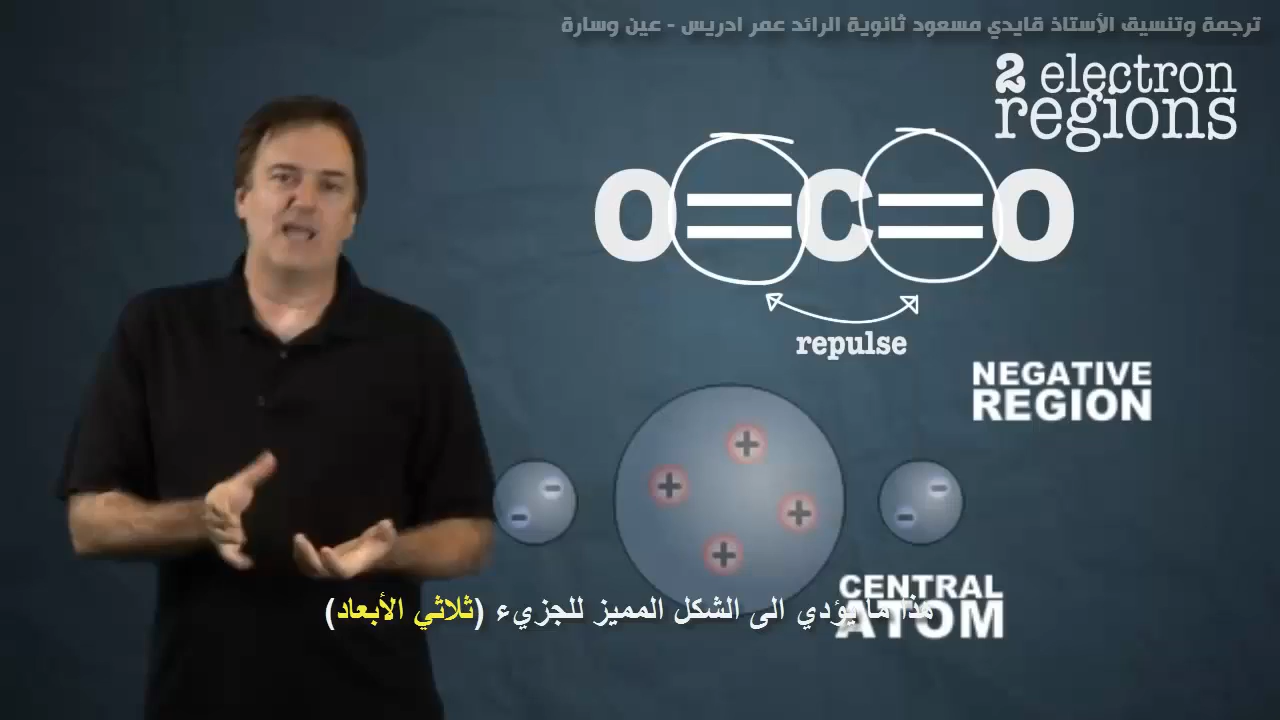 ترجمة وتنسيق الأستاذ قايدي مسعود ثانوية الرائد عمر ادريس - عين وسارة
2 electron
regions
O=C=O
repulse
NEGATIVE
REGION
CENTRAL
ATOM
هذا ما يؤدي الى الشكل المميز للجزيء (ثلاثي الأبعاد)